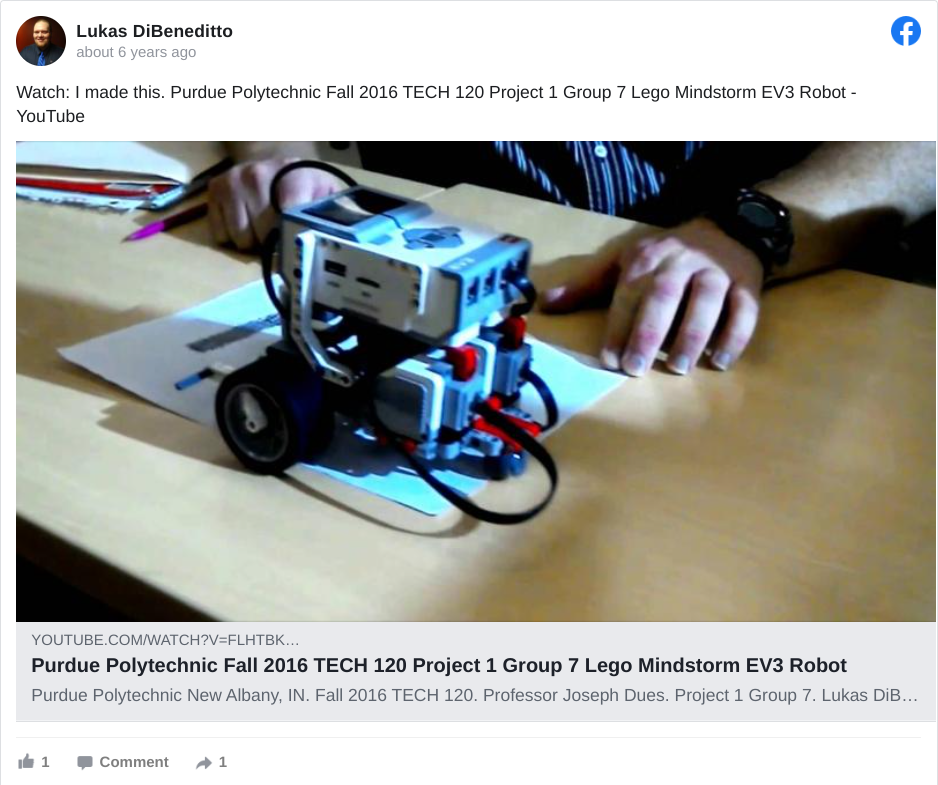 Lukas DiBeneditto
about 6 years ago
Watch: I made this. Purdue Polytechnic Fall 2016 TECH 120 Project 1 Group 7 Lego Mindstorm EV3 Robot -
YouTube
EV3
YOUTUBE.COM/WATCH?V=FLHTBK…
Purdue Polytechnic Fall 2016 TECH 120 Project 1 Group 7 Lego Mindstorm EV3 Robot
Purdue Polytechnic New Albany, IN. Fall 2016 TECH 120. Professor Joseph Dues. Project 1 Group 7. Lukas DiB…
1 Comment 1